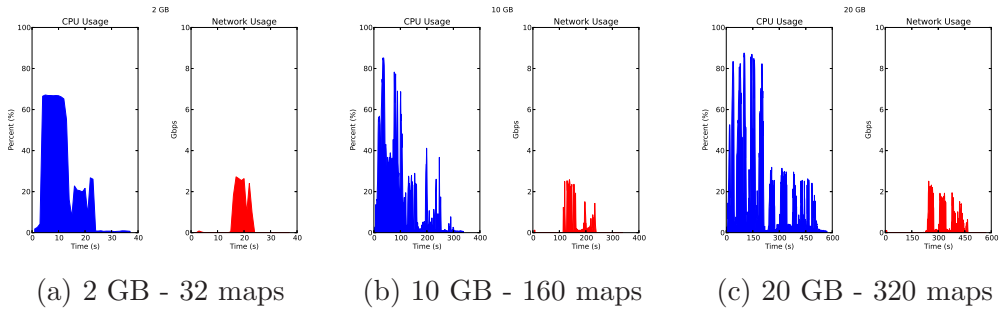 2 GB
CPU Usage
Network Usage
100
80
60
40
20
0
Percent (%)
0 10 20 30 40
Time (s)
10
8
6
4
2
0
Gbps
0 10 20 30 40
Time (s)
(a) 2 GB - 32 maps
10 GB
CPU Usage
Network Usage
100
80
60
40
20
0
Percent (%)
0 100 200 300 400
Time (s)
10
8
6
4
2
0
Gbps
0 100 200 300 400
Time (s)
(b) 10 GB - 160 maps
20 GB
CPU Usage
Network Usage
100
80
60
40
20
0
Percent (%)
0 150 300 450 600
Time (s)
10
8
6
4
2
0
Gbps
0 150 300 450 600
Time (s)
(c) 20 GB - 320 maps